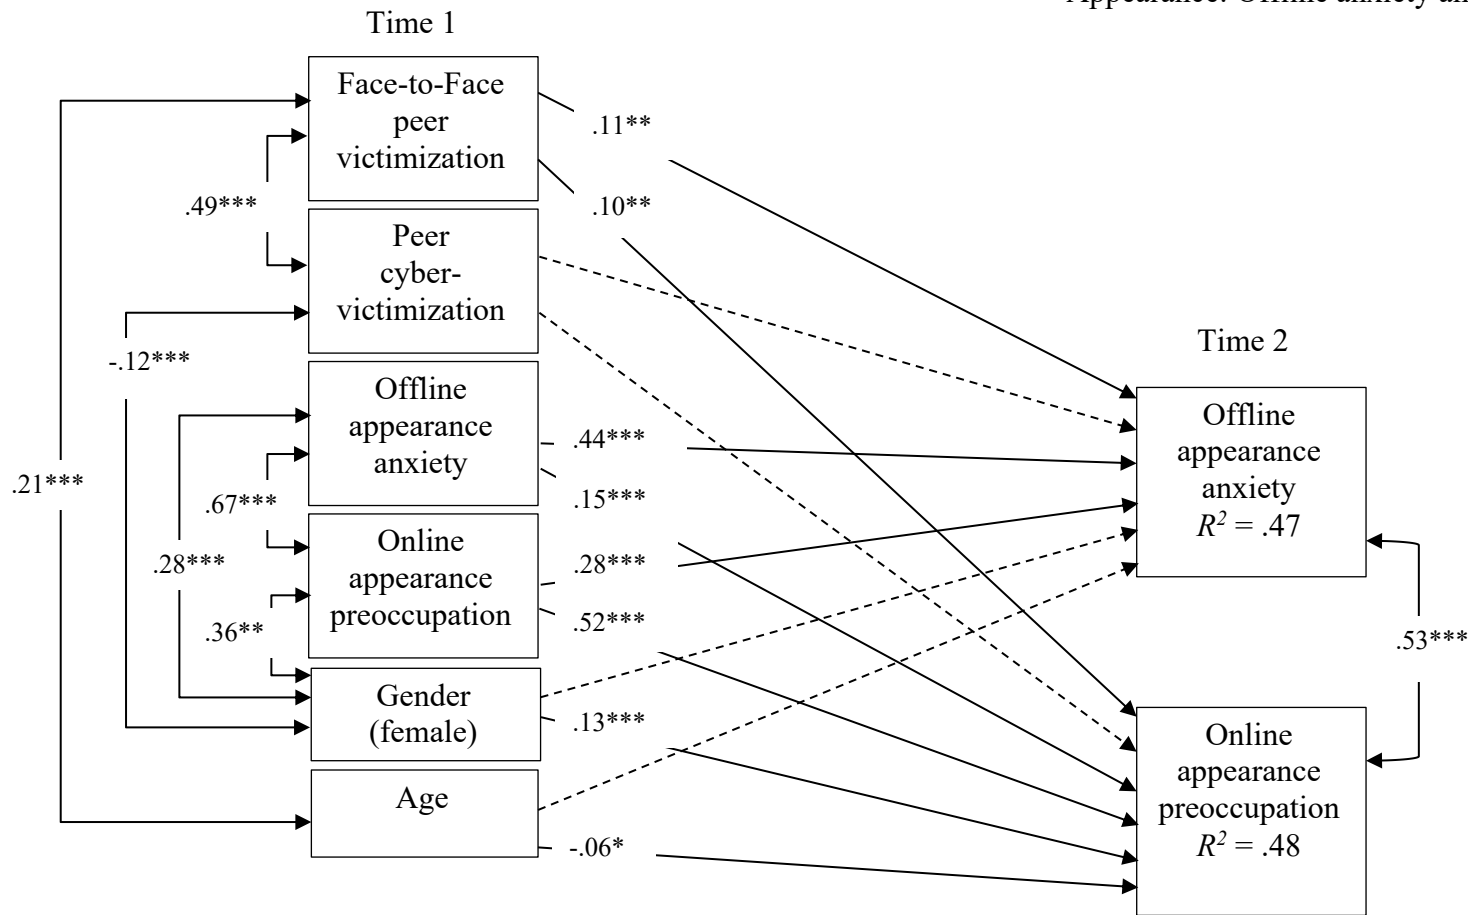 Appearance: Offline anxiety an
Time 1
Face-to-Face
peer
victimization
.11**
.10**
.49***
Peer
cyber-
victimization
-.12***
Time 2
Offline
appearance
anxiety
.44***
.15***
.21***
.67***
Offline
appearance
anxiety
R² = .47
Online
appearance
preoccupation
.28***
.28***
.52***
.36**
.53***
Gender
(female)
.13***
Online
appearance
preoccupation
R² = .48
Age
-.06*